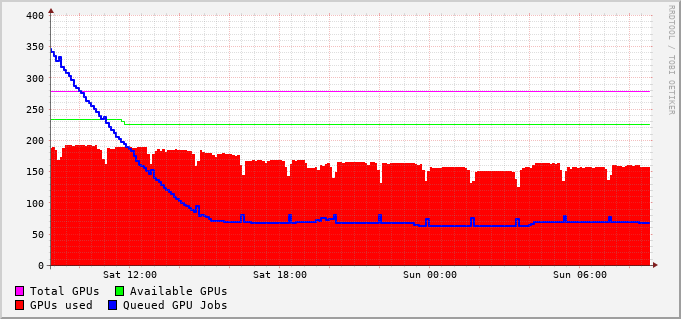 400
350
300
250
200
150
100
50
0
Sat 12:00 Sat 18:00 Sun 00:00 Sun 06:00
Total GPUs Available GPUs
GPUs used Queued GPU Jobs
RRDTOOL / TOBI OETIKER